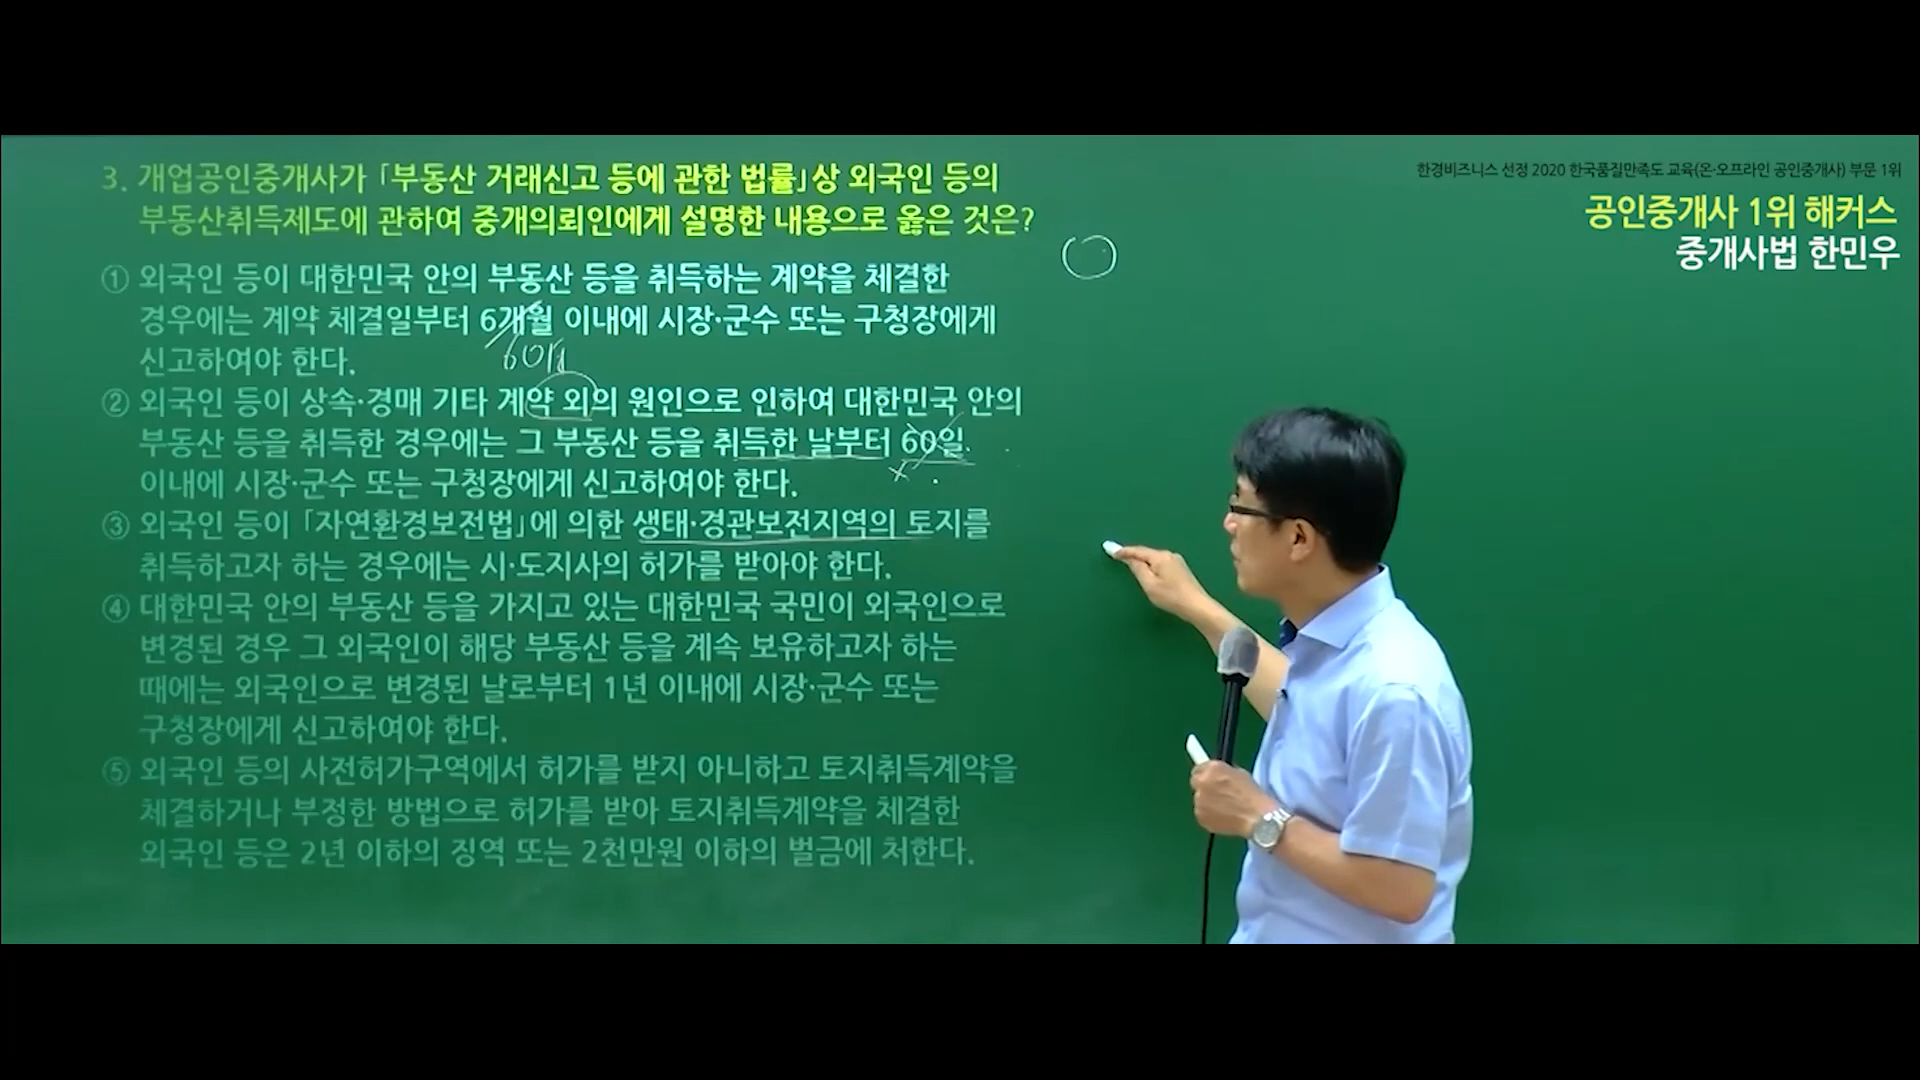 한경비즈니스 선정 2020 한국품질만족도 교육(온·오프라인 공인중개사) 부문 1위
공인중개사 1위 해커스
중개사법 한민우
3. 개업공인중개사가 「부동산 거래신고 등에 관한 법률」상 외국인 등의
부동산취득제도에 관하여 중개의뢰인에게 설명한 내용으로 옳은 것은?
① 외국인 등이 대한민국 안의 부동산 등을 취득하는 계약을 체결한
경우에는 계약 체결일부터 6개월 이내에 시장·군수 또는 구청장에게
신고하여야 한다.
60일
② 외국인 등이 상속·경매 기타 계약 외의 원인으로 인하여 대한민국 안의
부동산 등을 취득한 경우에는 그 부동산 등을 취득한 날부터 60일
이내에 시장·군수 또는 구청장에게 신고하여야 한다.
③ 외국인 등이 「자연환경보전법」에 의한 생태·경관보전지역의 토지를
취득하고자 하는 경우에는 시·도지사의 허가를 받아야 한다.
④ 대한민국 안의 부동산 등을 가지고 있는 대한민국 국민이 외국인으로
변경된 경우 그 외국인이 해당 부동산 등을 계속 보유하고자 하는
때에는 외국인으로 변경된 날로부터 1년 이내에 시장·군수 또는
구청장에게 신고하여야 한다.
⑤ 외국인 등의 사전허가구역에서 허가를 받지 아니하고 토지취득계약을
체결하거나 부정한 방법으로 허가를 받아 토지취득계약을 체결한
외국인 등은 2년 이하의 징역 또는 2천만원 이하의 벌금에 처한다.